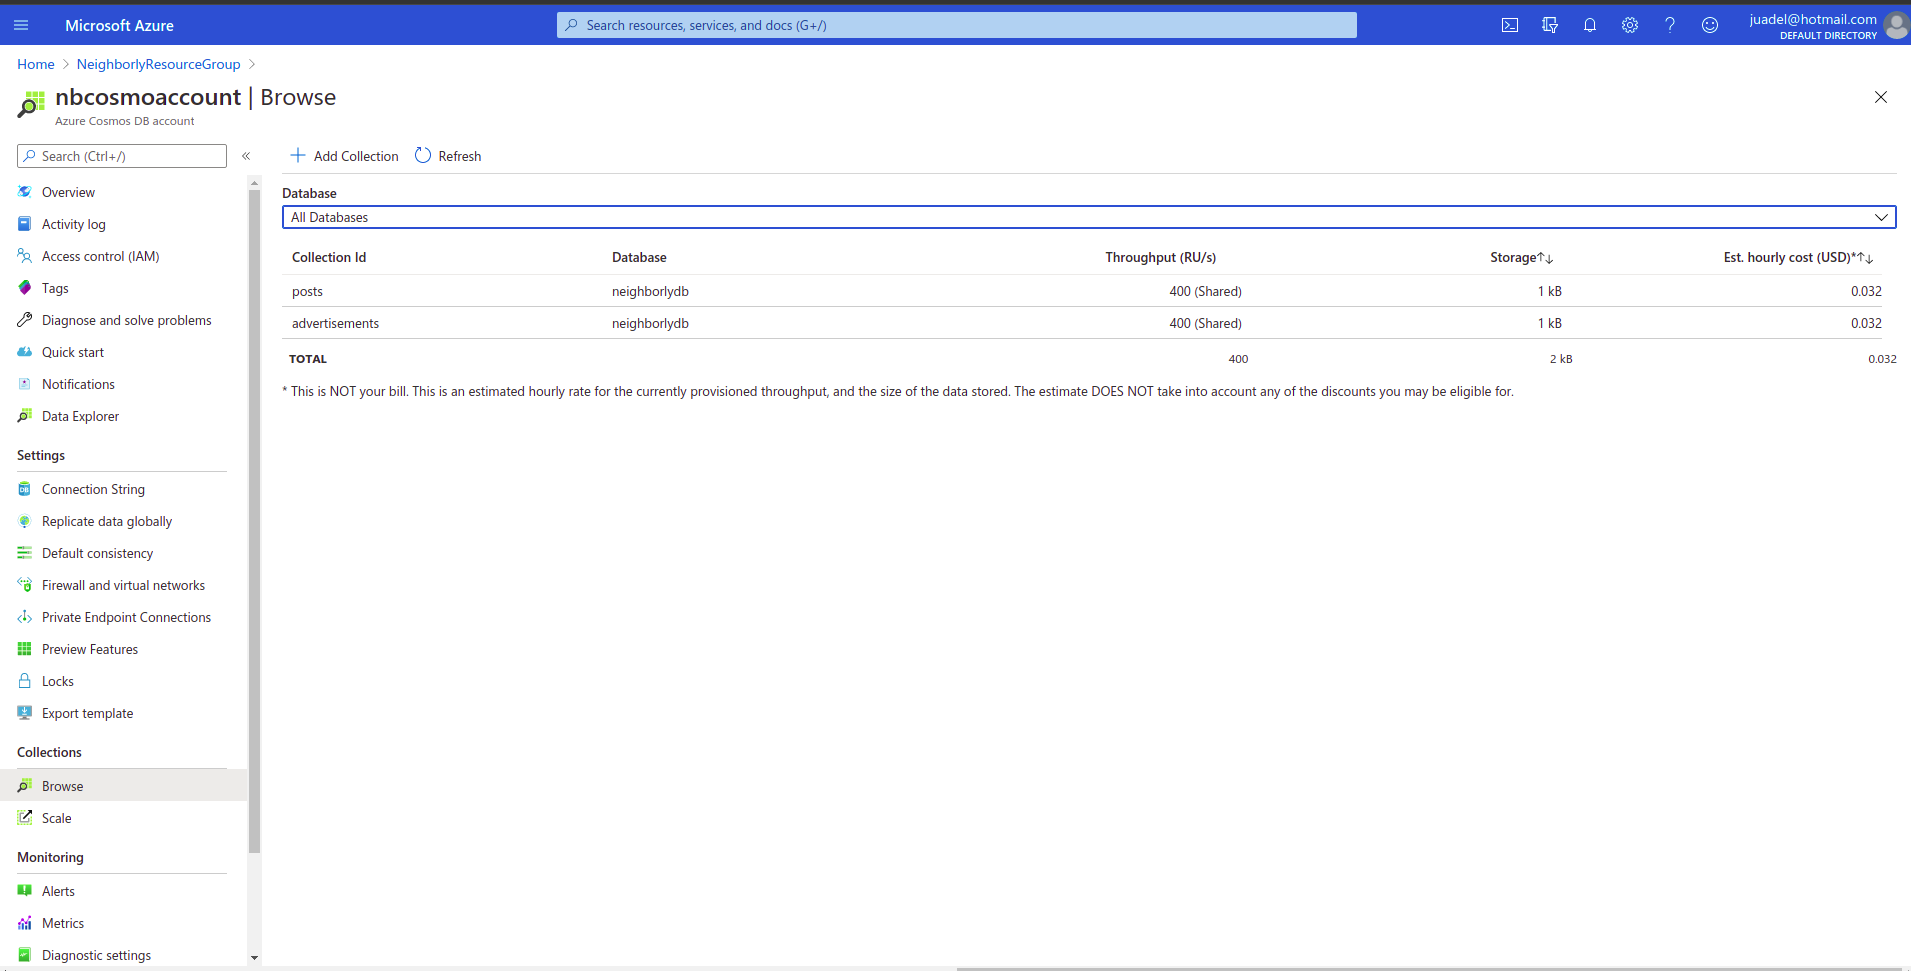 Microsoft Azure
Search resources, services, and docs (G+/)
juadel@hotmail.com
DEFAULT DIRECTORY
Home > NeighborlyResourceGroup >
nbcosmoaccount | Browse
Azure Cosmos DB account
Search (Ctrl+/)
«
Overview
Activity log
Access control (IAM)
Tags
Diagnose and solve problems
Quick start
Notifications
Data Explorer
Settings
Connection String
Replicate data globally
Default consistency
Firewall and virtual networks
Private Endpoint Connections
Preview Features
Locks
Export template
Collections
Browse
Scale
Monitoring
Alerts
Metrics
Diagnostic settings
Add Collection Refresh
Database
All Databases
Collection Id Database Throughput (RU/s) Storage↑↓ Est. hourly cost (USD)*↑↓
posts neighborlydb 400 (Shared) 1 kB 0.032
advertisements neighborlydb 400 (Shared) 1 kB 0.032
TOTAL 400 2 kB 0.032
* This is NOT your bill. This is an estimated hourly rate for the currently provisioned throughput, and the size of the data stored. The estimate DOES NOT take into account any of the discounts you may be eligible for.